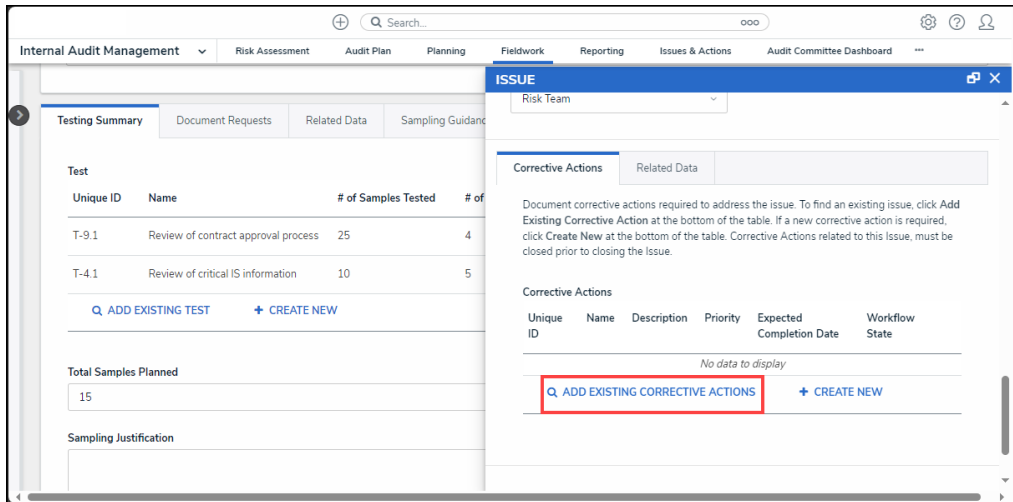 Search...
Internal Audit Management
Risk Assessment
Audit Plan
Planning
Fieldwork
Reporting
Issues & Actions
Audit Committee Dashboard
Testing Summary
Document Requests
Related Data
Sampling Guidanc
Test
Unique ID Name # of Samples Tested # of
T-9.1 Review of contract approval process 25 4
T-4.1 Review of critical IS information 10 5
ADD EXISTING TEST + CREATE NEW
Total Samples Planned
15
Sampling Justification
ISSUE
Risk Team
Corrective Actions
Related Data
Document corrective actions required to address the issue. To find an existing issue, click Add
Existing Corrective Action at the bottom of the table. If a new corrective action is required,
click Create New at the bottom of the table. Corrective Actions related to this Issue, must be
closed prior to closing the Issue.
Corrective Actions
Unique Name Description Priority Expected Workflow
ID Completion Date State
No data to display
ADD EXISTING CORRECTIVE ACTIONS + CREATE NEW